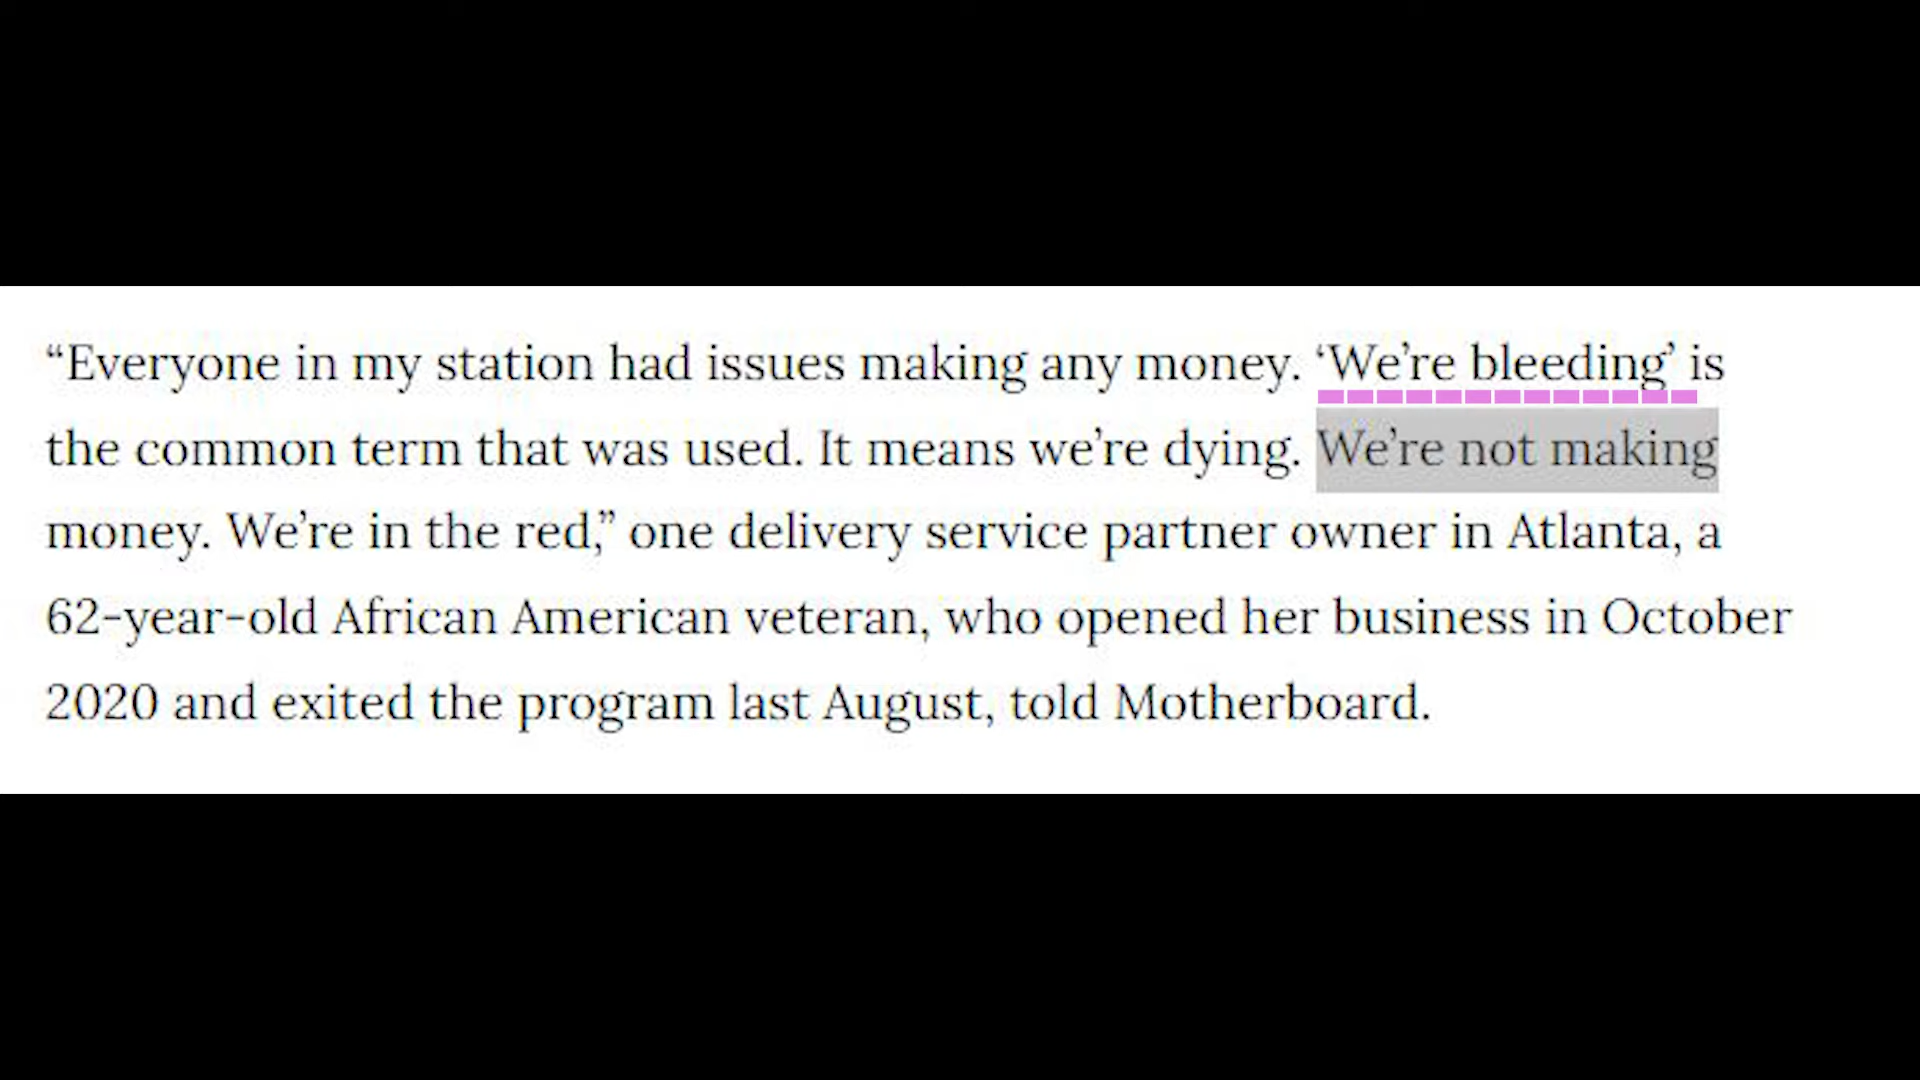 “Everyone in my station had issues making any money. ‘We’re bleeding’ is
the common term that was used. It means we’re dying. We’re not making
money. We’re in the red,” one delivery service partner owner in Atlanta, a
62-year-old African American veteran, who opened her business in October
2020 and exited the program last August, told Motherboard.